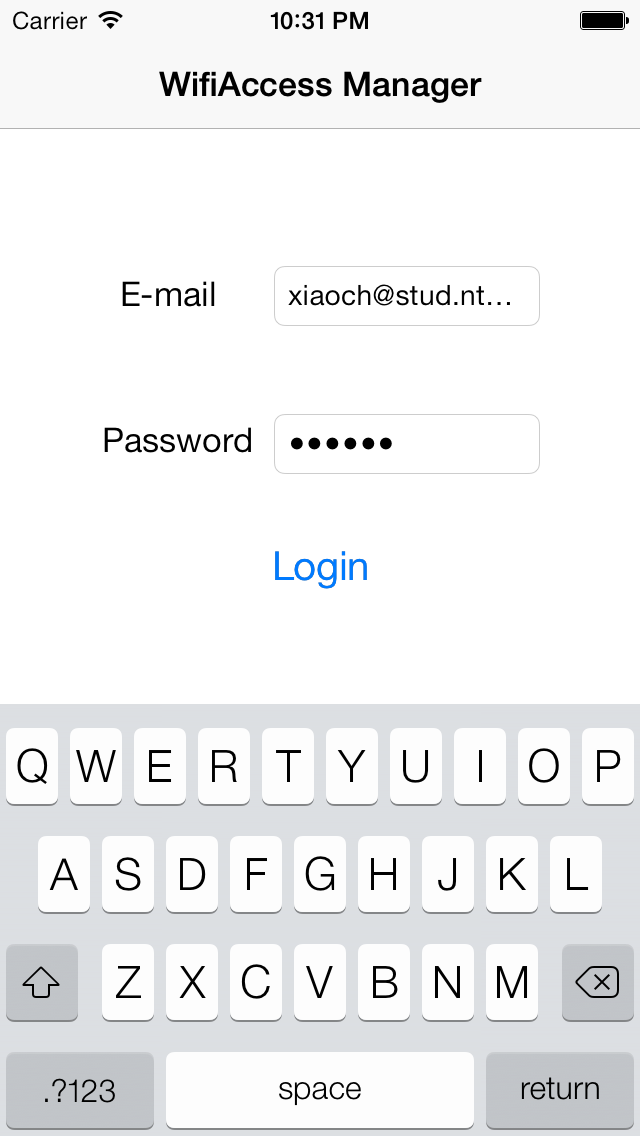 Carrier 10:31 PM
WifiAccess Manager
E-mail xiaoch@stud.nt...
Password ••••••
Login
Q W E R T Y U I O P
A S D F G H J K L
Z X C V B N M
.?123 space return